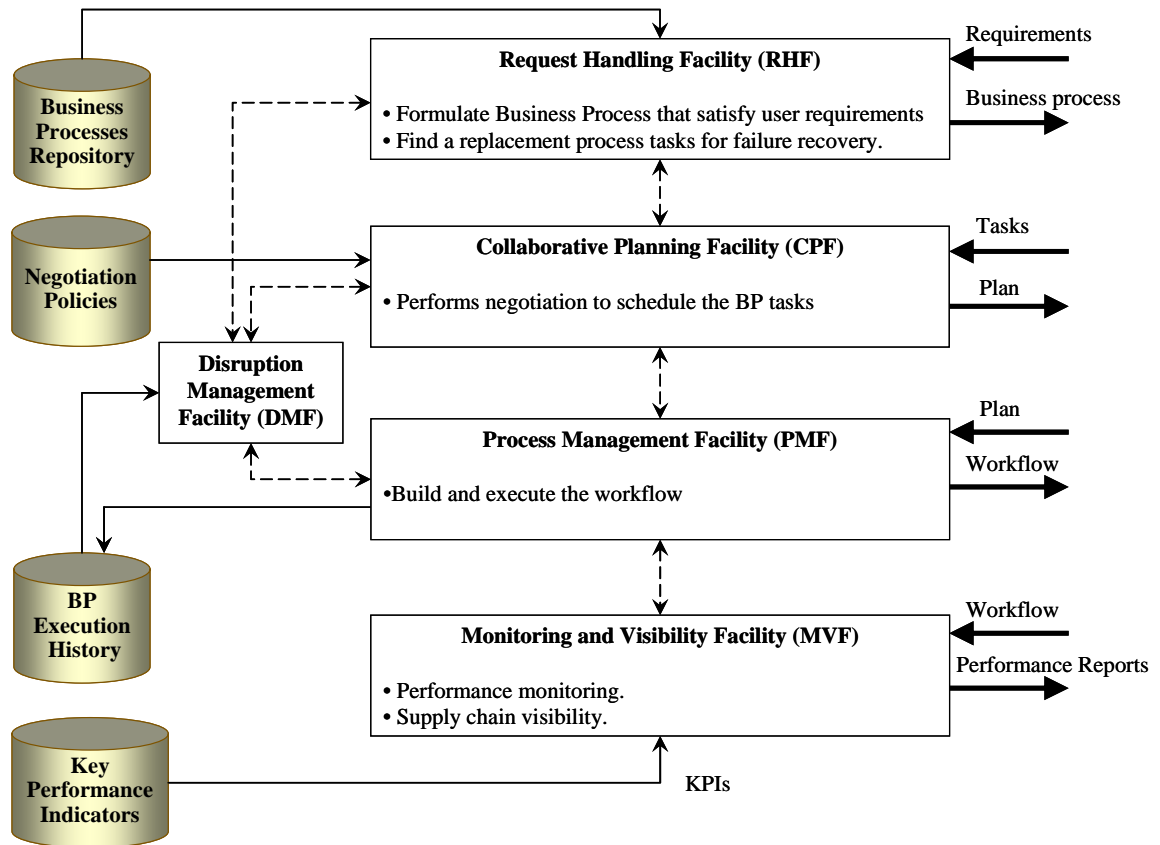 Request Handling Facility (RHF)
• Formulate Business Process that satisfy user requirements
• Find a replacement process tasks for failure recovery.
Requirements
Business process
Business
Processes
Repository
Collaborative Planning Facility (CPF)
• Performs negotiation to schedule the BP tasks
Tasks
Plan
Negotiation
Policies
Disruption
Management
Facility (DMF)
Process Management Facility (PMF)
•Build and execute the workflow
Plan
Workflow
BP
Execution
History
Monitoring and Visibility Facility (MVF)
• Performance monitoring.
• Supply chain visibility.
Workflow
Performance Reports
Key
Performance
Indicators
KPIs